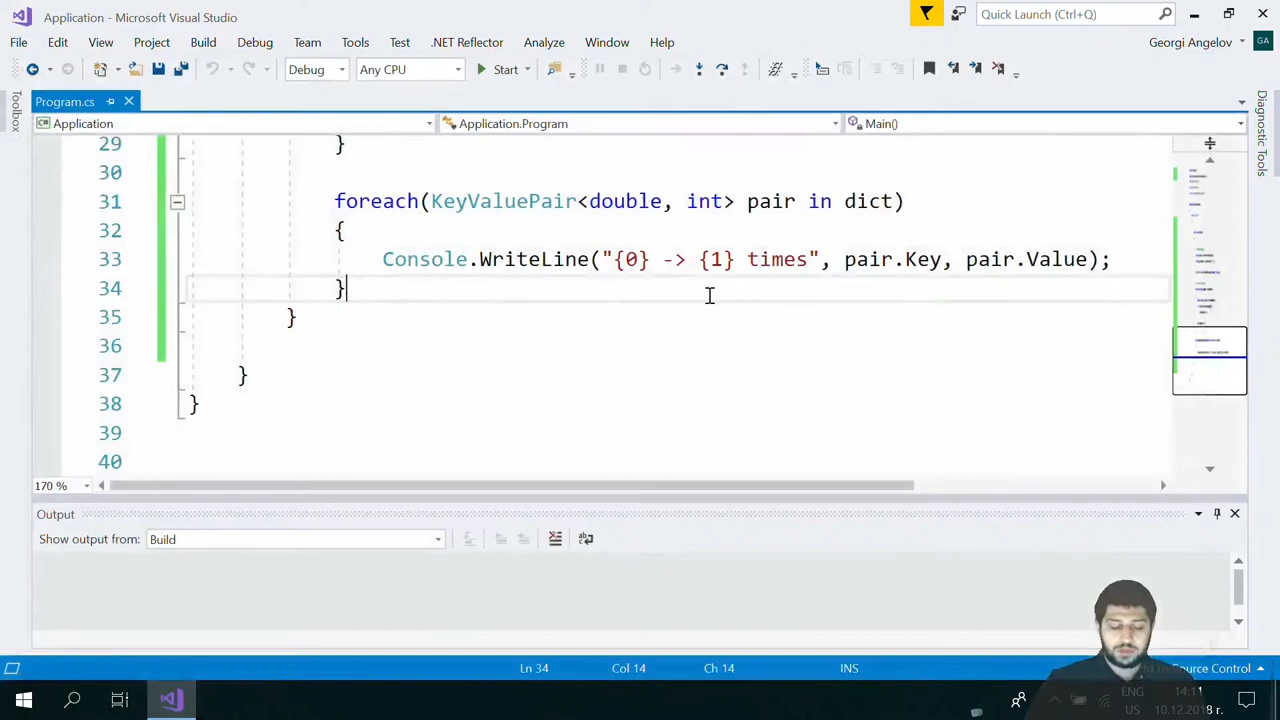 Application - Microsoft Visual Studio
Quick Launch (Ctrl+Q)
File Edit View Project Build Debug Team Tools Test .NET Reflector Analyze Window Help
Georgi Angelov GA
Debug Any CPU Start
Program.cs
Application Application.Program Main()
Toolbox
Diagnostic Tools
29 }
30
31 foreach(KeyValuePair<double, int> pair in dict)
32 {
33 Console.WriteLine("{0} -> {1} times", pair.Key, pair.Value);
34 }
35 }
36
37 }
38 }
39
40
170 %
Output
Show output from: Build
Ln 34 Col 14 Ch 14 INS Source Control
ENG 14:11
US